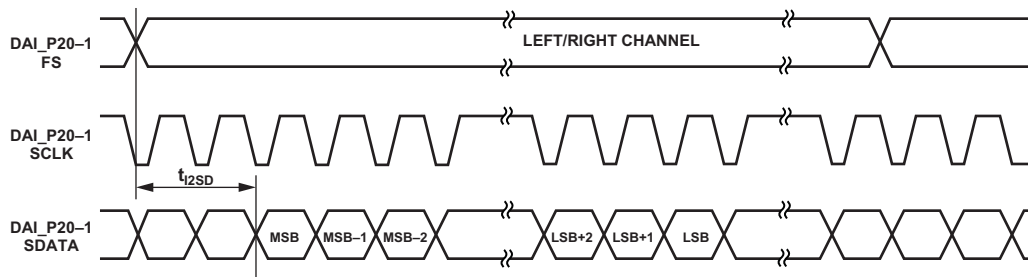 DAI_P20–1
FS
LEFT/RIGHT CHANNEL
DAI_P20–1
SCLK
tI2SD
DAI_P20–1
SDATA
MSB
MSB–1
MSB–2
LSB+2
LSB+1
LSB